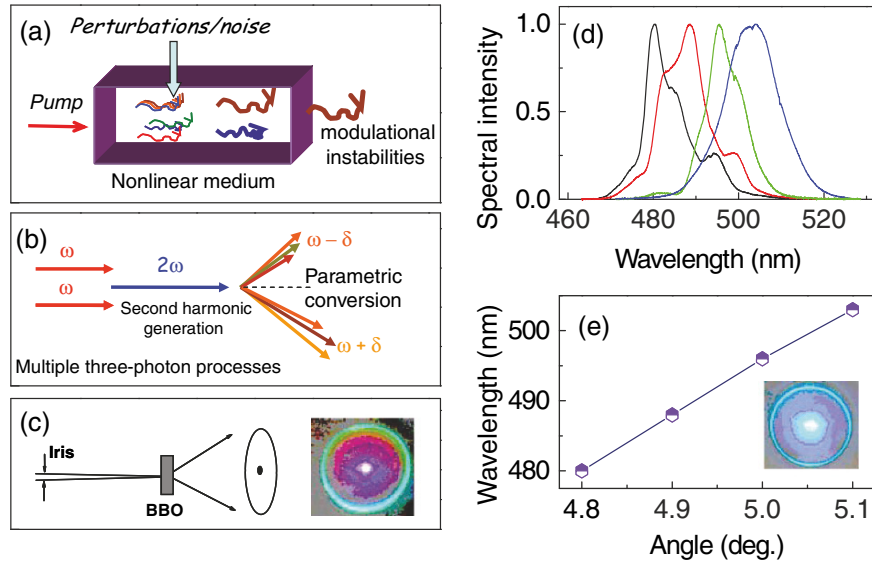 (a)
Perturbations/noise
Pump
modulational
instabilities
Nonlinear medium
(b)
ω
ω
2ω
ω − δ
Parametric
conversion
Second harmonic
generation
ω + δ
Multiple three-photon processes
(c)
Iris
BBO
(d)
Spectral intensity
1.0
0.5
0.0
460 480 500 520
Wavelength (nm)
(e)
Wavelength (nm)
500
490
480
4.8 4.9 5.0 5.1
Angle (deg.)